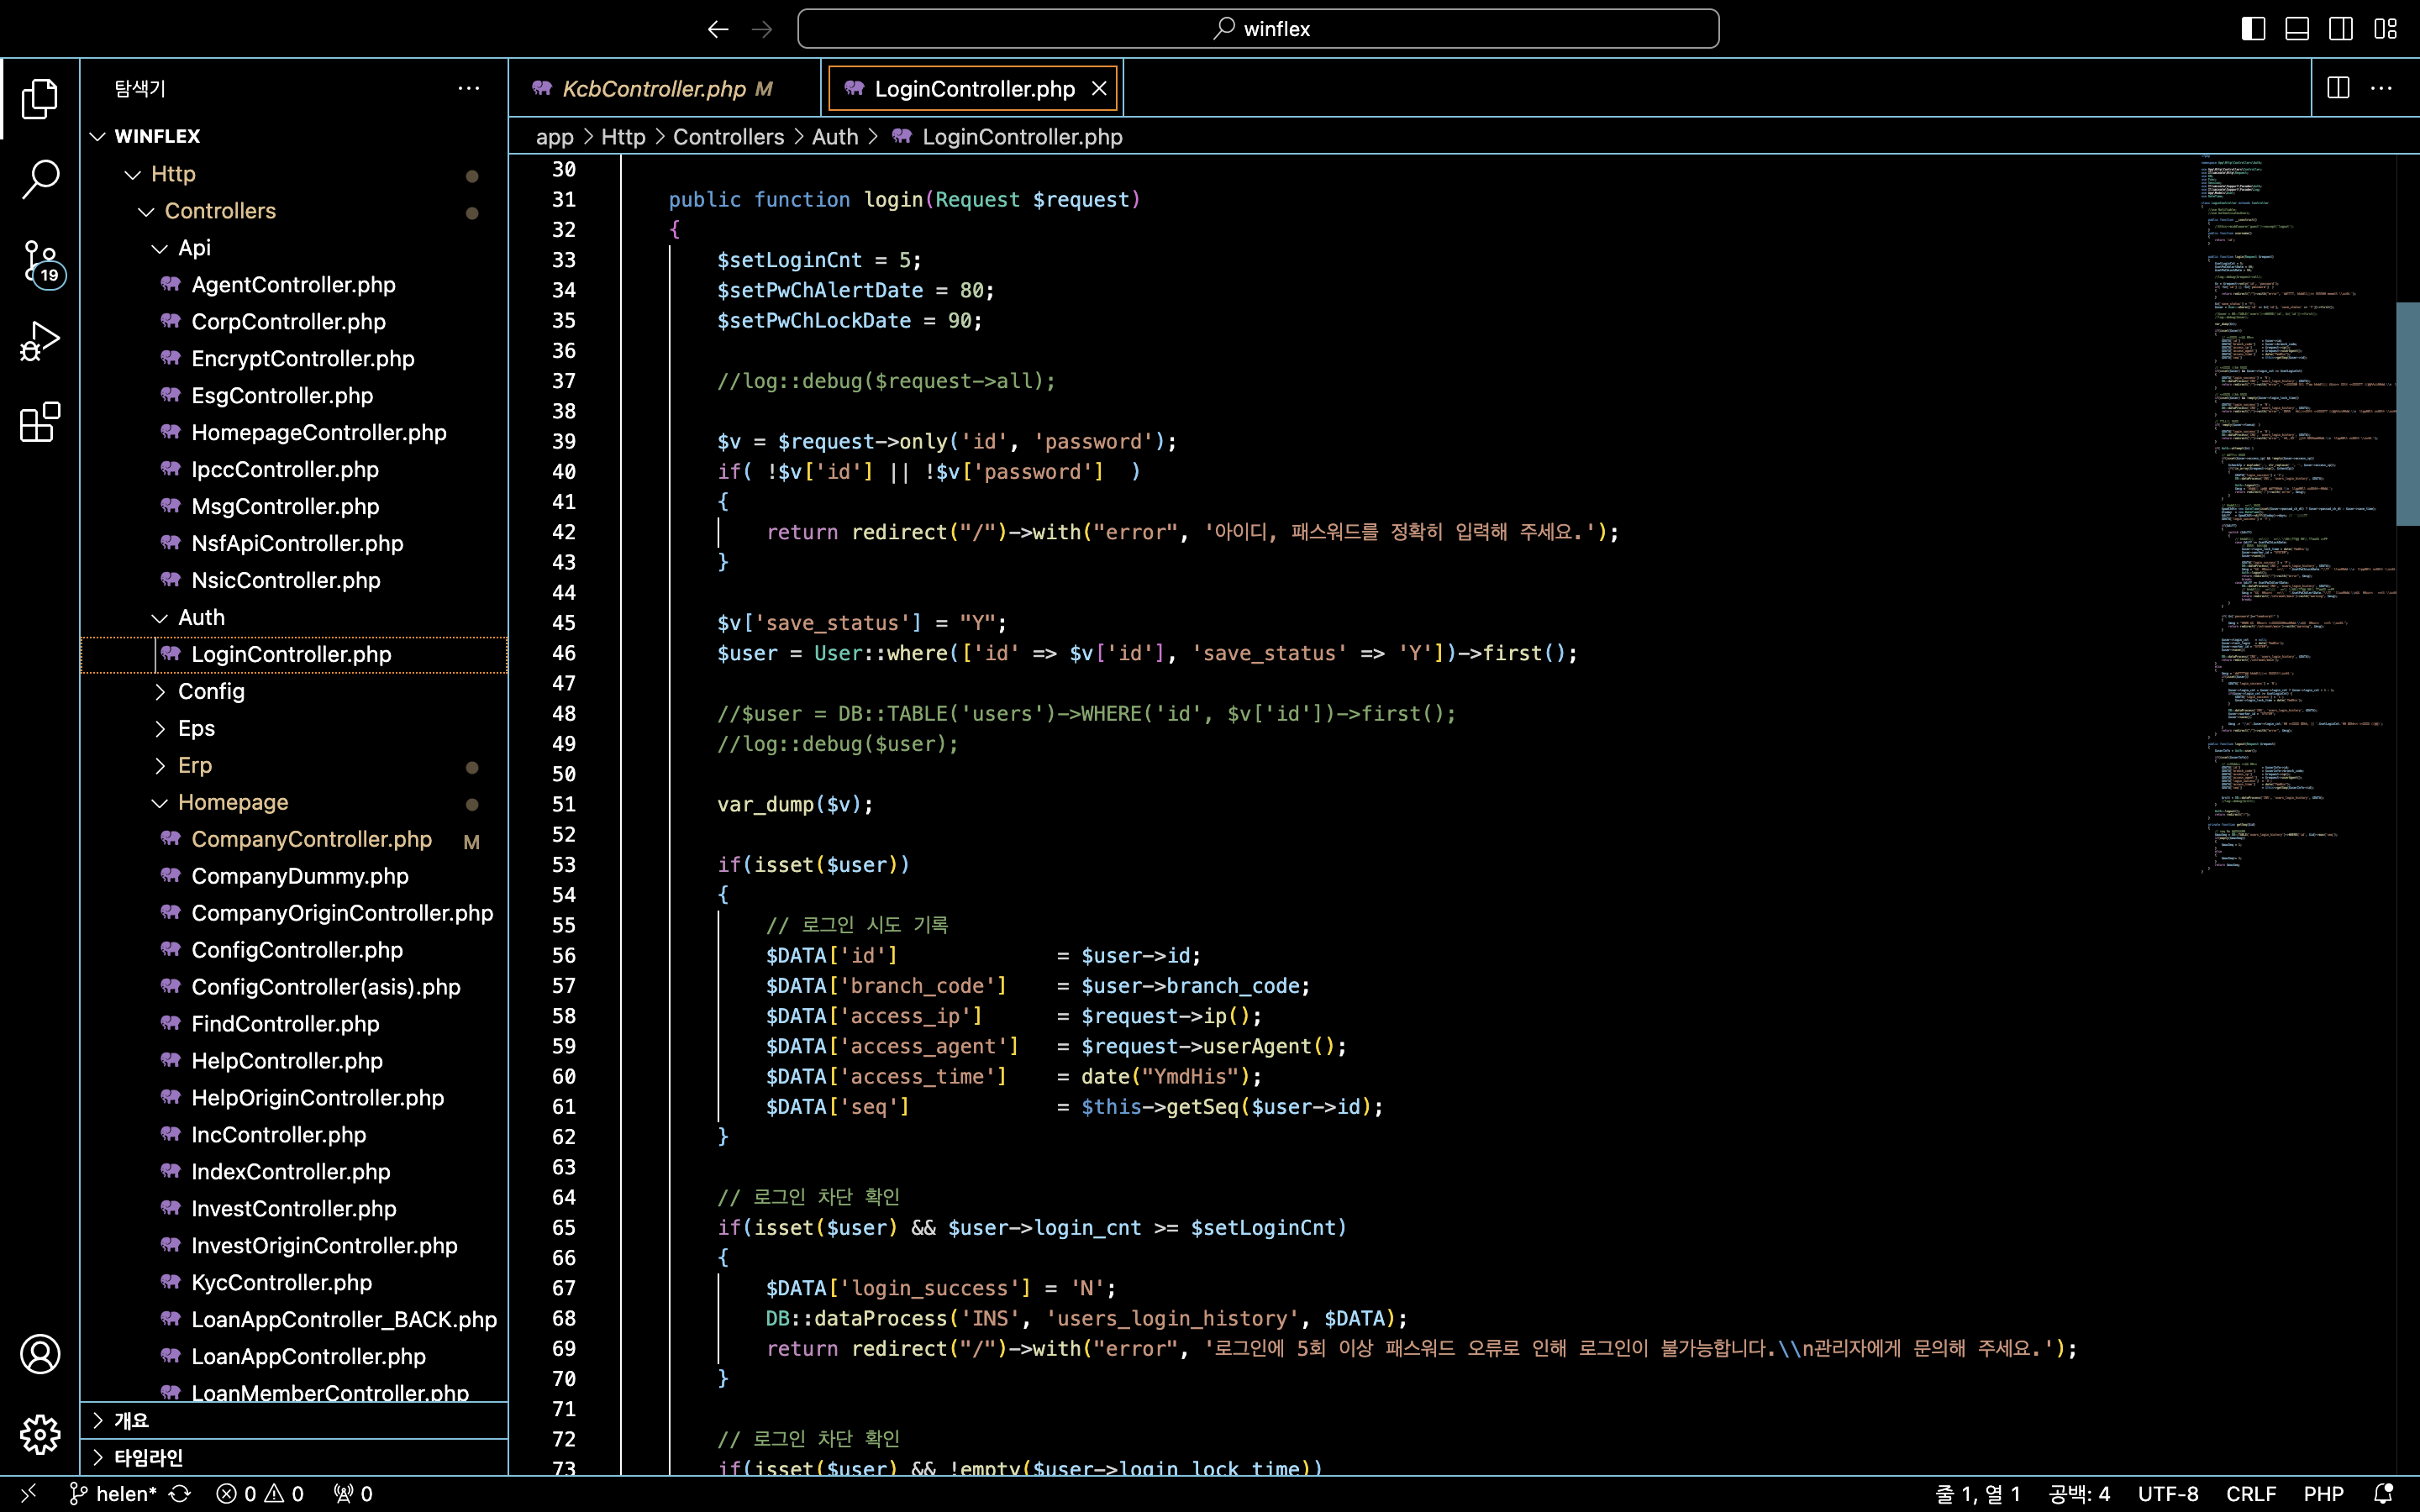 winflex
탐색기
WINFLEX
Http
Controllers
Api
AgentController.php
CorpController.php
EncryptController.php
EsgController.php
HomepageController.php
IpccController.php
MsgController.php
NsfApiController.php
NsicController.php
Auth
LoginController.php
Config
Eps
Erp
Homepage
CompanyController.php M
CompanyDummy.php
CompanyOriginController.php
ConfigController.php
ConfigController(asis).php
FindController.php
HelpController.php
HelpOriginController.php
IncController.php
IndexController.php
InvestController.php
InvestOriginController.php
KycController.php
LoanAppController_BACK.php
LoanAppController.php
LoanMemberController.php
개요
타임라인
19
KcbController.php M
LoginController.php
app > Http > Controllers > Auth > LoginController.php
30
31 public function login(Request $request)
32 {
33 $setLoginCnt = 5;
34 $setPwChAlertDate = 80;
35 $setPwChLockDate = 90;
36
37 //log::debug($request->all);
38
39 $v = $request->only('id', 'password');
40 if( !$v['id'] || !$v['password']  )
41 {
42 return redirect("/")->with("error", '아이디, 패스워드를 정확히 입력해 주세요.');
43 }
44
45 $v['save_status'] = "Y";
46 $user = User::where(['id' => $v['id'], 'save_status' => 'Y'])->first();
47
48 //$user = DB::TABLE('users')->WHERE('id', $v['id'])->first();
49 //log::debug($user);
50
51 var_dump($v);
52
53 if(isset($user))
54 {
55 // 로그인 시도 기록
56 $DATA['id'] = $user->id;
57 $DATA['branch_code'] = $user->branch_code;
58 $DATA['access_ip'] = $request->ip();
59 $DATA['access_agent'] = $request->userAgent();
60 $DATA['access_time'] = date("YmdHis");
61 $DATA['seq'] = $this->getSeq($user->id);
62 }
63
64 // 로그인 차단 확인
65 if(isset($user) && $user->login_cnt >= $setLoginCnt)
66 {
67 $DATA['login_success'] = 'N';
68 DB::dataProcess('INS', 'users_login_history', $DATA);
69 return redirect("/")->with("error", '로그인에 5회 이상 패스워드 오류로 인해 로그인이 불가능합니다.\\n관리자에게 문의해 주세요.');
70 }
71
72 // 로그인 차단 확인
73 if(isset($user) && !empty($user->login_lock_time))
helen* 0 0 0
줄 1, 열 1 공백: 4 UTF-8 CRLF PHP